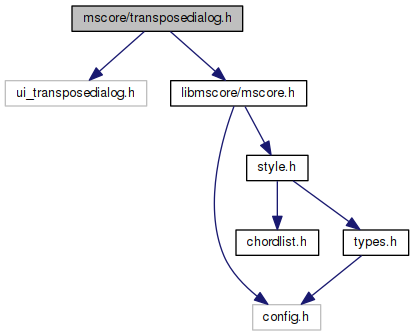 mscore/transposedialog.h
ui_transposedialog.h
libmscore/mscore.h
style.h
chordlist.h
types.h
config.h